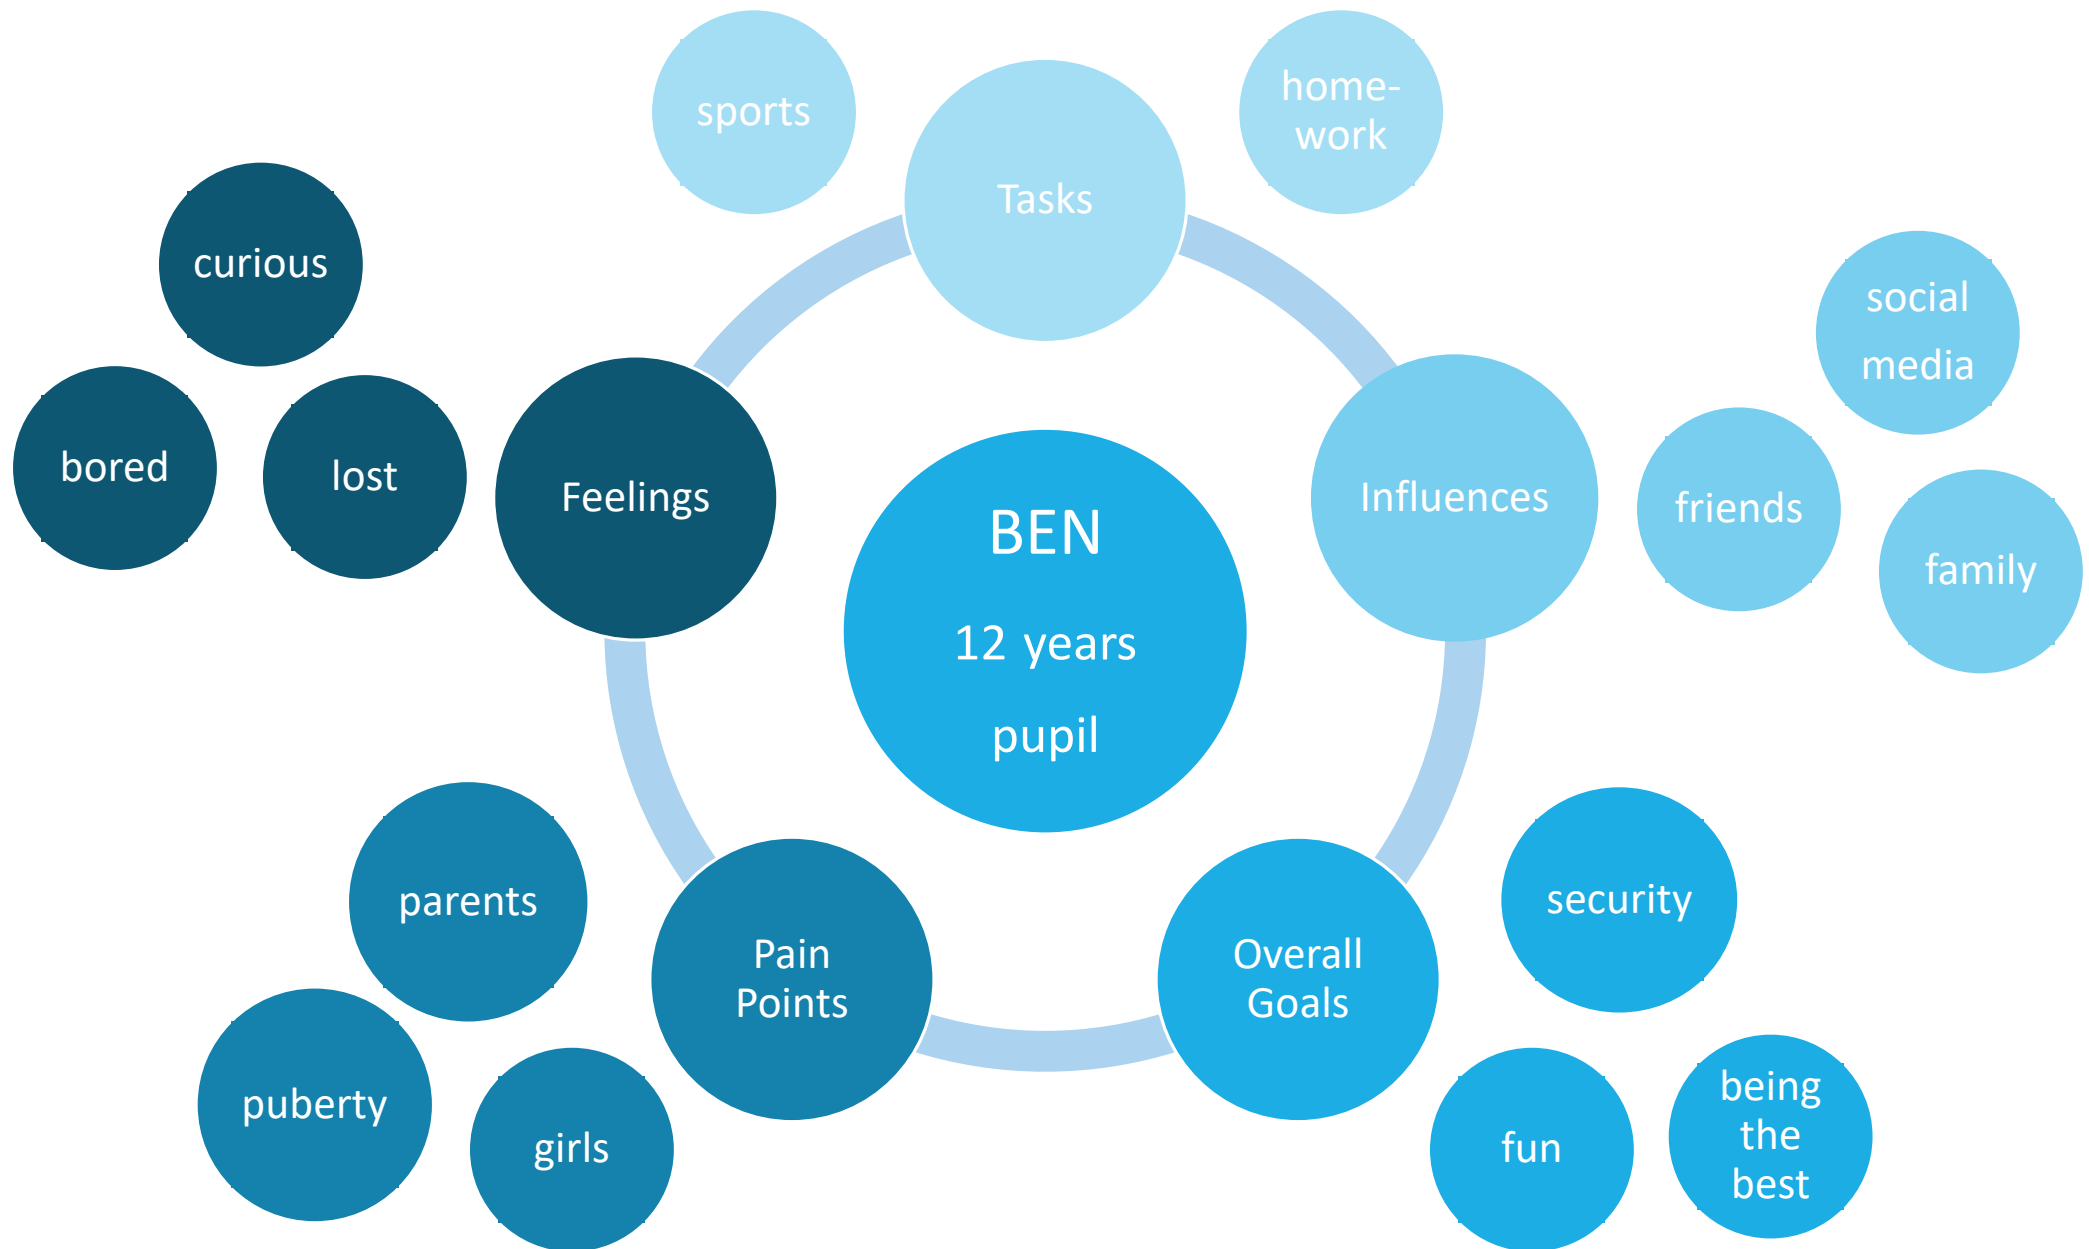 sports
Tasks
home-
work
curious
bored
lost
Feelings
social
media
Influences
friends
family
BEN
12 years
pupil
parents
Pain
Points
puberty
girls
Overall
Goals
security
fun
being
the
best